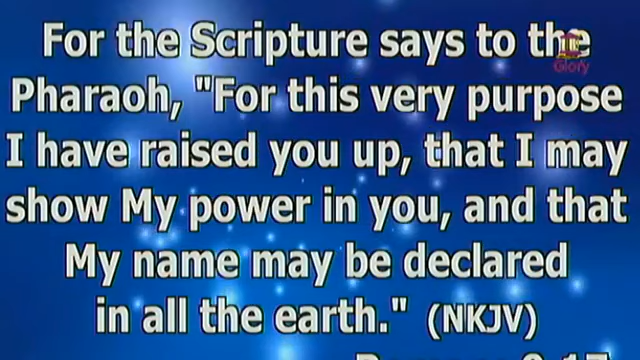 For the Scripture says to the
Pharaoh, "For this very purpose
I have raised you up, that I may
show My power in you, and that
My name may be declared
in all the earth." (NKJV)
Glory